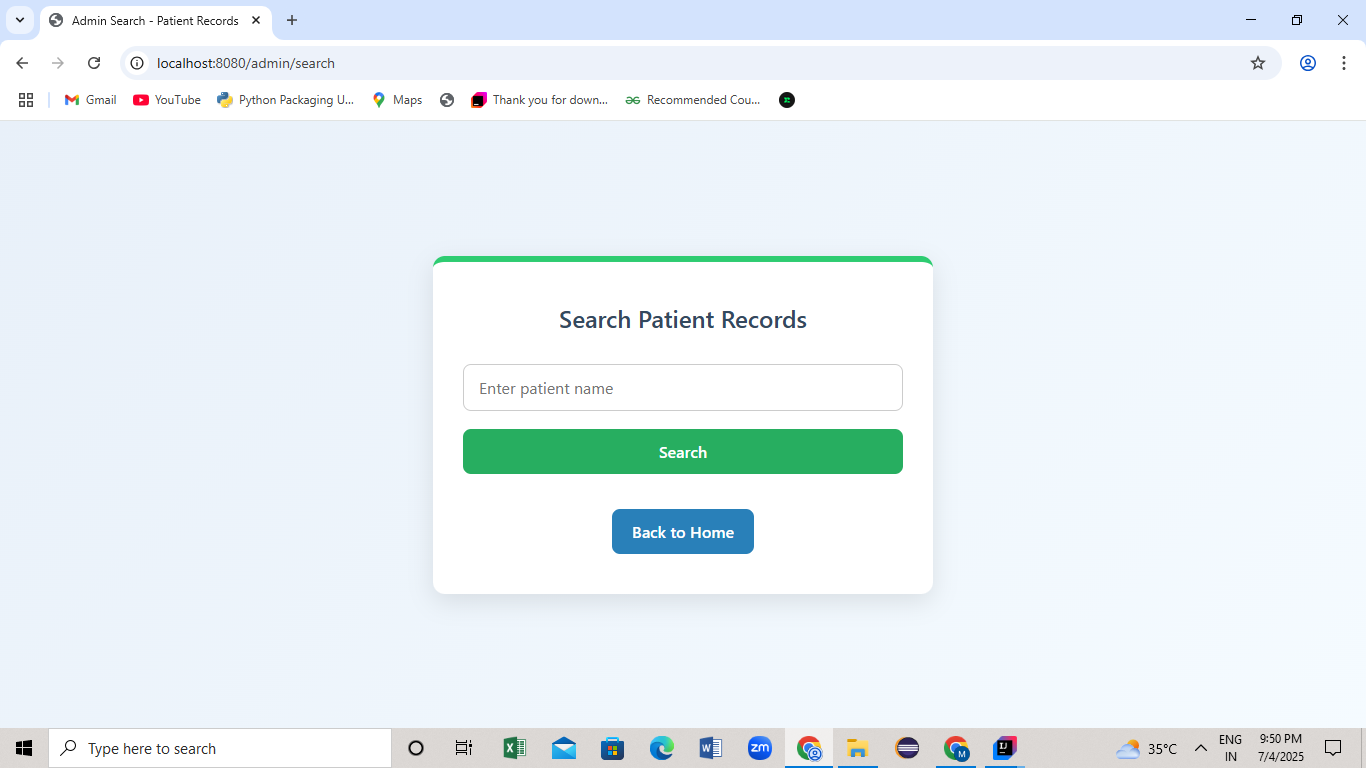 Admin Search - Patient Records
localhost:8080/admin/search
Gmail YouTube Python Packaging U... Maps Thank you for down... Recommended Cou...
Search Patient Records
Enter patient name
Search
Back to Home
Type here to search
35°C
ENG
IN
9:50 PM
7/4/2025